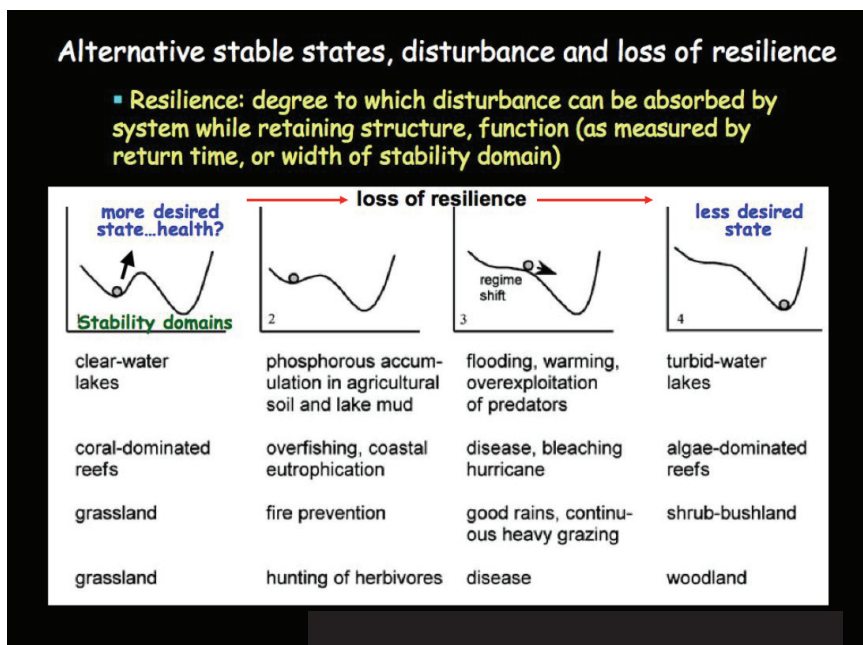 Alternative stable states, disturbance and loss of resilience
▪ Resilience: degree to which disturbance can be absorbed by
system while retaining structure, function (as measured by
return time, or width of stability domain)
loss of resilience
more desired
state...health?
less desired
state
regime
shift
1
Stability domains
2
3
4
clear-water
lakes
phosphorous accum-
ulation in agricultural
soil and lake mud
flooding, warming,
overexploitation
of predators
turbid-water
lakes
coral-dominated
reefs
overfishing, coastal
eutrophication
disease, bleaching
hurricane
algae-dominated
reefs
grassland
fire prevention
good rains, continu-
ous heavy grazing
shrub-bushland
grassland
hunting of herbivores
disease
woodland